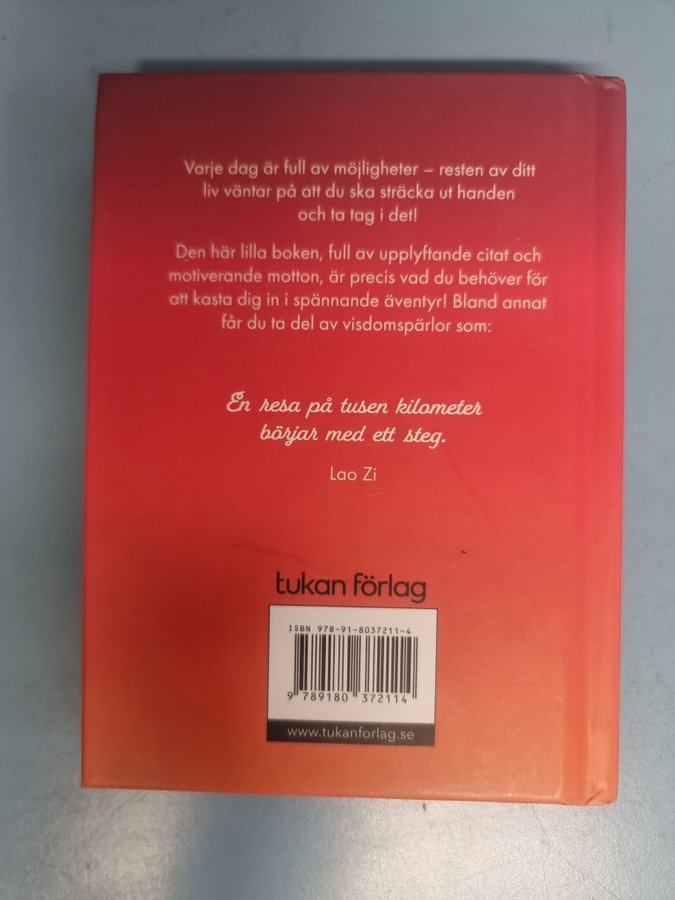 Varje dag är full av möjligheter – resten av ditt
liv väntar på att du ska sträcka ut handen
och ta tag i det!
Den här lilla boken, full av upplyftande citat och
motiverande motton, är precis vad du behöver för
att kasta dig in i spännande äventyr! Bland annat
får du ta del av visdomspärlor som:
En resa på tusen kilometer
börjar med ett steg.
Lao Zi
tukan förlag
ISBN 978-91-8037211-4
9 789180 372114
www.tukanforlag.se